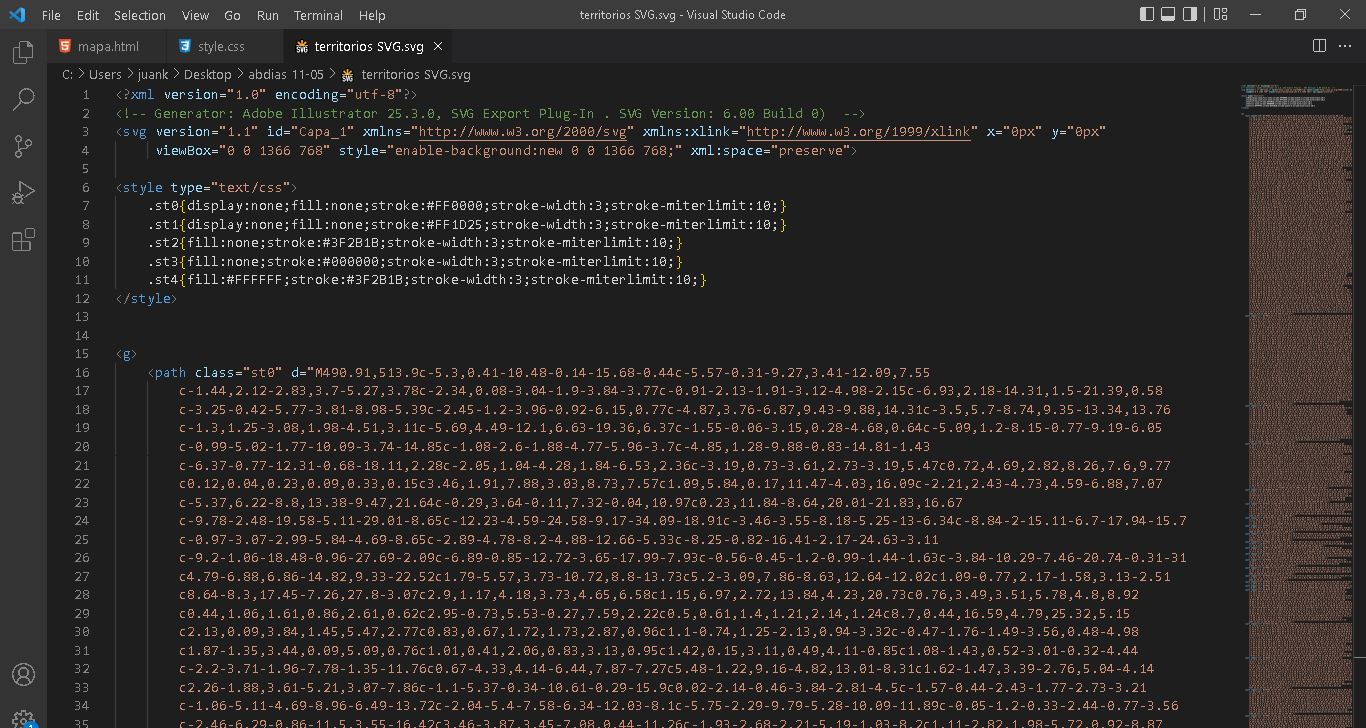 File Edit Selection View Go Run Terminal Help territorios SVG.svg - Visual Studio Code
mapa.html style.css territorios SVG.svg
C: > Users > juank > Desktop > abdias 11-05 > territorios SVG.svg
1 <?xml version="1.0" encoding="utf-8"?>
2 <!-- Generator: Adobe Illustrator 25.3.0, SVG Export Plug-In . SVG Version: 6.00 Build 0)  -->
3 <svg version="1.1" id="Capa_1" xmlns="http://www.w3.org/2000/svg" xmlns:xlink="http://www.w3.org/1999/xlink" x="0px" y="0px"
4 viewBox="0 0 1366 768" style="enable-background:new 0 0 1366 768;" xml:space="preserve">
5
6 <style type="text/css">
7 .st0{display:none;fill:none;stroke:#FF0000;stroke-width:3;stroke-miterlimit:10;}
8 .st1{display:none;fill:none;stroke:#FF1D25;stroke-width:3;stroke-miterlimit:10;}
9 .st2{fill:none;stroke:#3F2B1B;stroke-width:3;stroke-miterlimit:10;}
10 .st3{fill:none;stroke:#000000;stroke-width:3;stroke-miterlimit:10;}
11 .st4{fill:#FFFFFF;stroke:#3F2B1B;stroke-width:3;stroke-miterlimit:10;}
12 </style>
13
14
15 <g>
16 <path class="st0" d="M490.91,513.9c-5.3,0.41-10.48-0.14-15.68-0.44c-5.57-0.31-9.27,3.41-12.09,7.55
17 c-1.44,2.12-2.83,3.7-5.27,3.78c-2.34,0.08-3.04-1.9-3.84-3.77c-0.91-2.13-1.91-3.12-4.98-2.15c-6.93,2.18-14.31,1.5-21.39,0.58
18 c-3.25-0.42-5.77-3.81-8.98-5.39c-2.45-1.2-3.96-0.92-6.15,0.77c-4.87,3.76-6.87,9.43-9.88,14.31c-3.5,5.7-8.74,9.35-13.34,13.76
19 c-1.3,1.25-3.08,1.98-4.51,3.11c-5.69,4.49-12.1,6.63-19.36,6.37c-1.55-0.06-3.15,0.28-4.68,0.64c-5.09,1.2-8.15-0.77-9.19-6.05
20 c-0.99-5.02-1.77-10.09-3.74-14.85c-1.08-2.6-1.88-4.77-5.96-3.7c-4.85,1.28-9.88-0.83-14.81-1.43
21 c-6.37-0.77-12.31-0.68-18.11,2.28c-2.05,1.04-4.28,1.84-6.53,2.36c-3.19,0.73-3.61,2.73-3.19,5.47c0.72,4.69,2.82,8.26,7.6,9.77
22 c0.12,0.04,0.23,0.09,0.33,0.15c3.46,1.91,7.88,3.03,8.73,7.57c1.09,5.84,0.17,11.47-4.03,16.09c-2.21,2.43-4.73,4.59-6.88,7.07
23 c-5.37,6.22-8.8,13.38-9.47,21.64c-0.29,3.64-0.11,7.32-0.04,10.97c0.23,11.84-8.64,20.01-21.83,16.67
24 c-9.78-2.48-19.58-5.11-29.01-8.65c-12.23-4.59-24.58-9.17-34.09-18.91c-3.46-3.55-8.18-5.25-13-6.34c-8.84-2-15.11-6.7-17.94-15.7
25 c-0.97-3.07-2.99-5.84-4.69-8.65c-2.89-4.78-8.2-4.88-12.66-5.33c-8.25-0.82-16.41-2.17-24.63-3.11
26 c-9.2-1.06-18.48-0.96-27.69-2.09c-6.89-0.85-12.72-3.65-17.99-7.93c-0.56-0.45-1.2-0.99-1.44-1.63c-3.84-10.29-7.46-20.74-0.31-31
27 c4.79-6.88,6.86-14.82,9.33-22.52c1.79-5.57,3.73-10.72,8.8-13.73c5.2-3.09,7.86-8.63,12.64-12.02c1.09-0.77,2.17-1.58,3.13-2.51
28 c8.64-8.3,17.45-7.26,27.8-3.07c2.9,1.17,4.18,3.73,4.65,6.58c1.15,6.97,2.72,13.84,4.23,20.73c0.76,3.49,3.51,5.78,4.8,8.92
29 c0.44,1.06,1.61,0.86,2.61,0.62c2.95-0.73,5.53-0.27,7.59,2.22c0.5,0.61,1.4,1.21,2.14,1.24c8.7,0.44,16.59,4.79,25.32,5.15
30 c2.13,0.09,3.84,1.45,5.47,2.77c0.83,0.67,1.72,1.73,2.87,0.96c1.1-0.74,1.25-2.13,0.94-3.32c-0.47-1.76-1.49-3.56,0.48-4.98
31 c1.87-1.35,3.44,0.09,5.09,0.76c1.01,0.41,2.06,0.83,3.13,0.95c1.42,0.15,3.11,0.49,4.11-0.85c1.08-1.43,0.52-3.01-0.32-4.44
32 c-2.2-3.71-1.96-7.78-1.35-11.76c0.67-4.33,4.14-6.44,7.87-7.27c5.48-1.22,9.16-4.82,13.01-8.31c1.62-1.47,3.39-2.76,5.04-4.14
33 c2.26-1.88,3.61-5.21,3.07-7.86c-1.1-5.37-0.34-10.61-0.29-15.9c0.02-2.14-0.46-3.84-2.81-4.5c-1.57-0.44-2.43-1.77-2.73-3.21
34 c-1.06-5.11-4.69-8.96-6.49-13.72c-2.04-5.4-7.58-6.34-12.03-8.1c-5.75-2.29-9.79-5.28-10.09-11.89c-0.05-1.2-0.33-2.44-0.77-3.56
35 c-2.46-6.29-0.86-11.5,3.55-16.42c3.46-3.87,3.45-7.08,0.44-11.26c-1.93-2.68-2.21-5.19-1.03-8.2c1.11-2.82,1.98-5.72,0.92-8.87